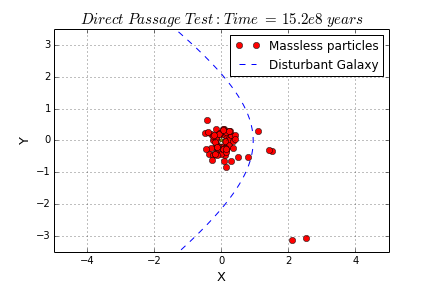 Direct Passage Test: Time = 15.2e8 years
Massless particles
Disturbant Galaxy
Y
3
2
1
0
−1
−2
−3
−4
−2
0
2
4
X